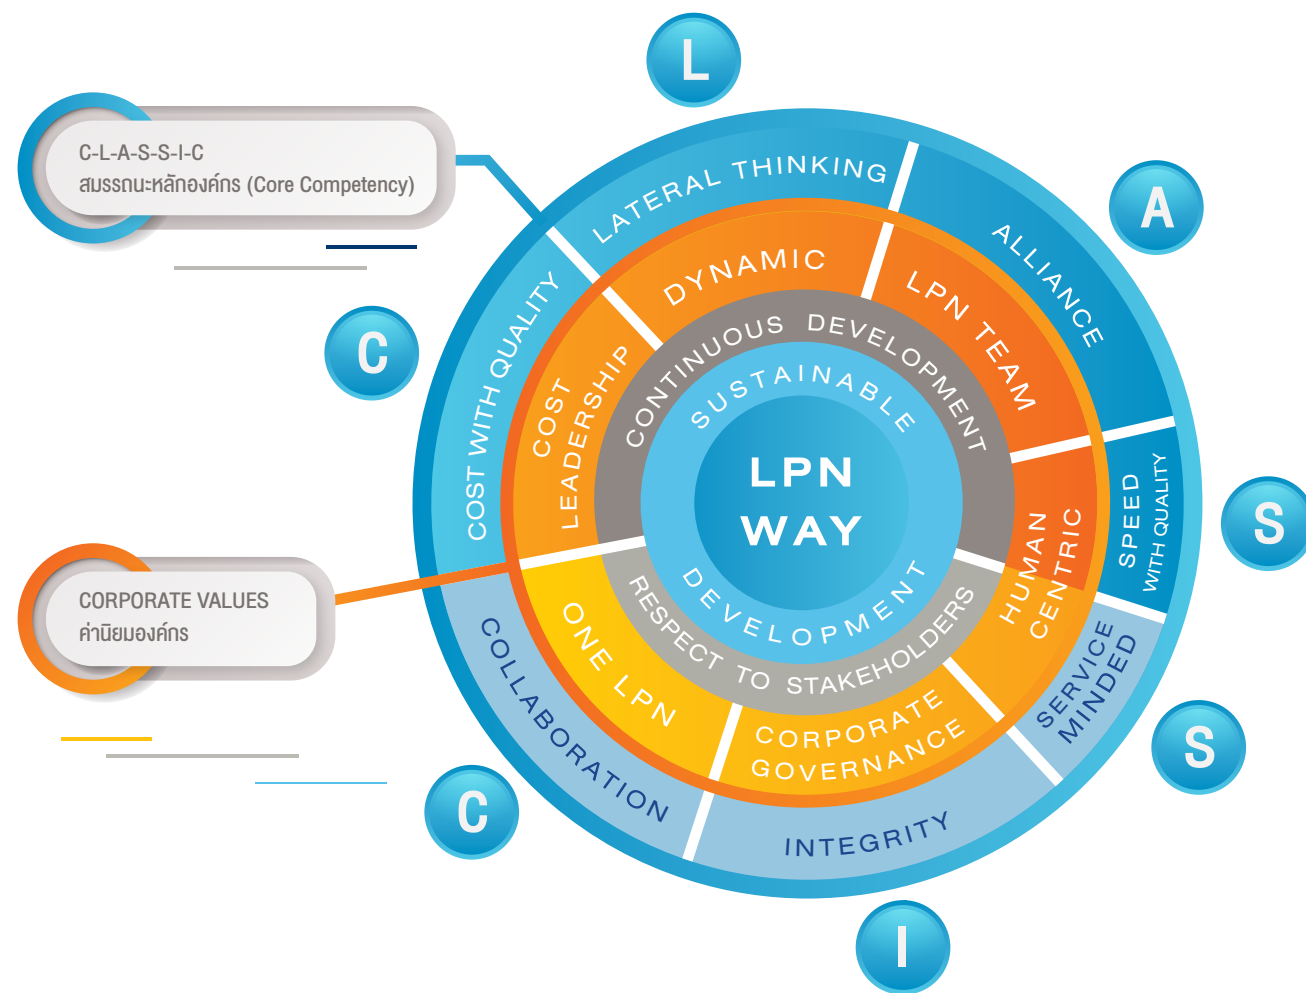 C-L-A-S-S-I-C
สมรรถนะหลักองค์กร (Core Competency)
CORPORATE VALUES
ค่านิยมองค์กร
C
L
A
S
S
I
C
COST WITH QUALITY
LATERAL THINKING
ALLIANCE
SPEED
WITH QUALITY
SERVICE
MINDED
INTEGRITY
COLLABORATION
COST
LEADERSHIP
DYNAMIC
LPN TEAM
HUMAN
CENTRIC
CORPORATE
GOVERNANCE
ONE LPN
CONTINUOUS DEVELOPMENT
RESPECT TO STAKEHOLDERS
SUSTAINABLE
DEVELOPMENT
LPN
WAY